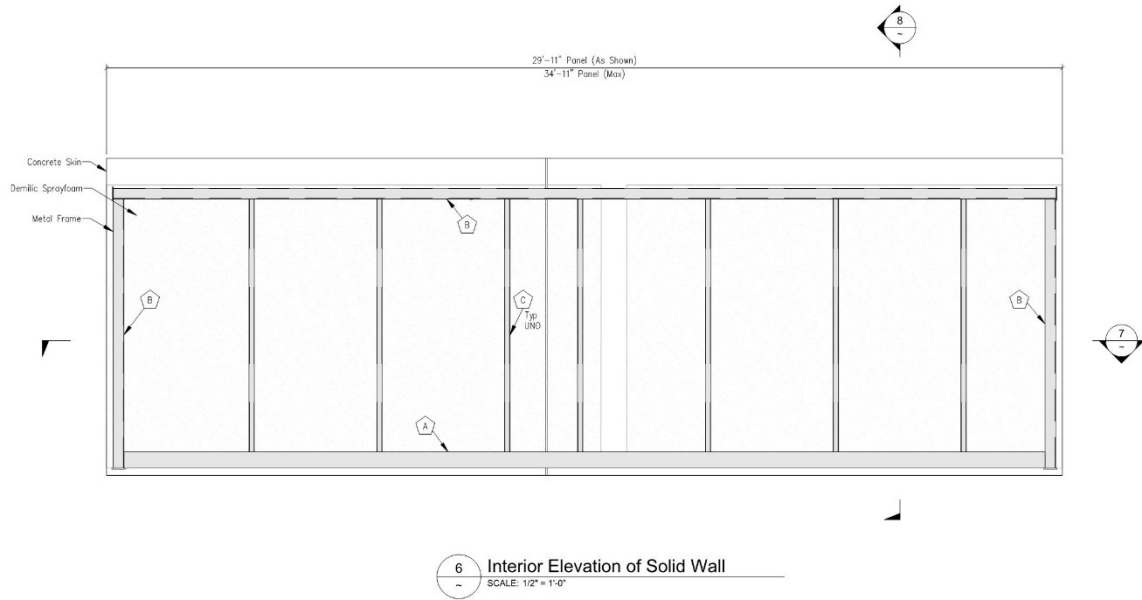 8
~
29'-11" Panel (As Shown)
34'-11" Panel (Max)
Concrete Skin
Demilic Sprayfoam
Metal Frame
B
B
C
Typ
UNO
B
7
~
A
6
~
Interior Elevation of Solid Wall
SCALE: 1/2" = 1'-0"